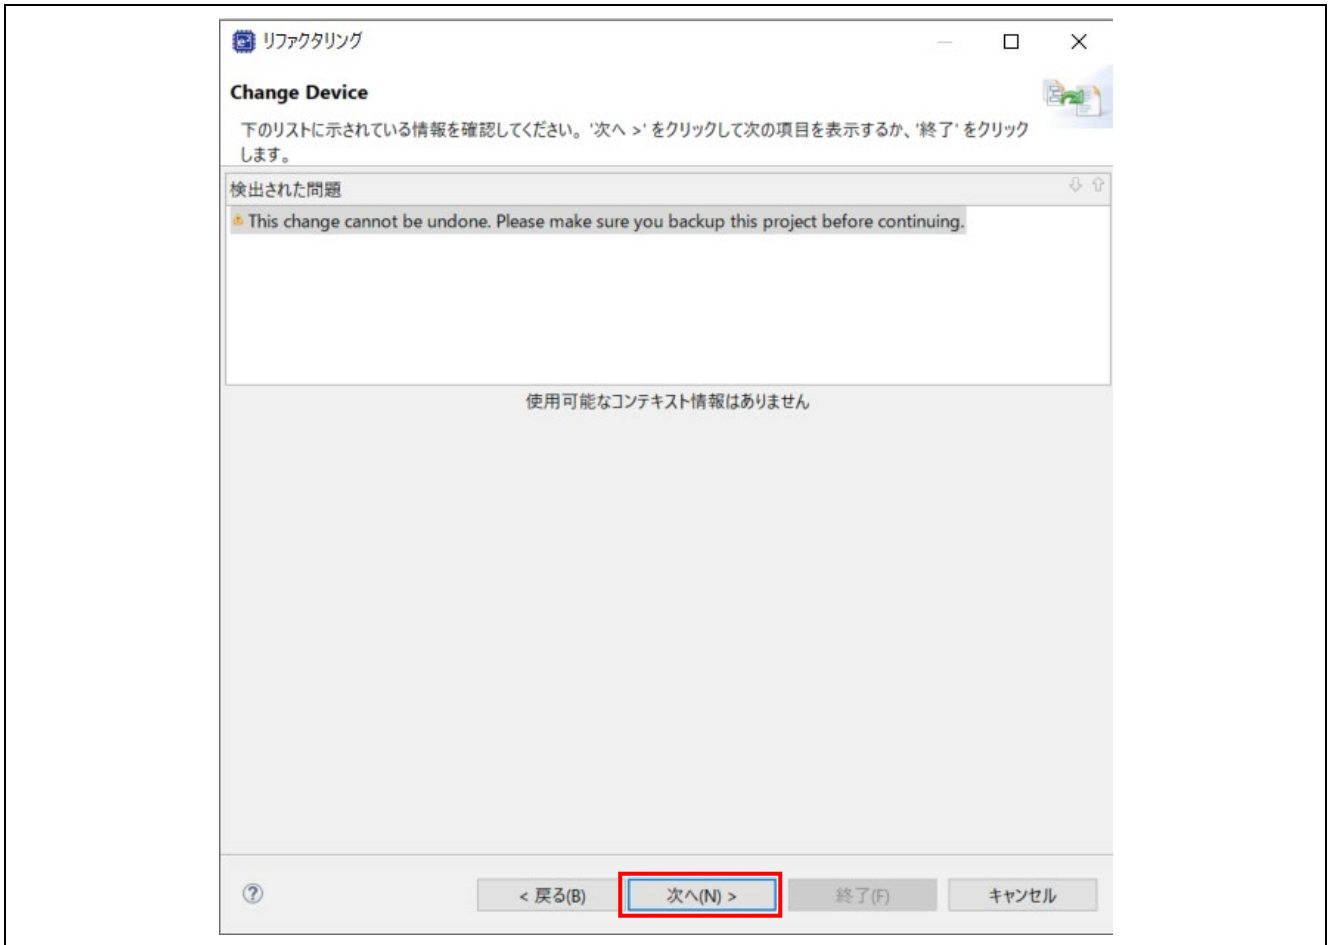 リファクタリング
Change Device
下のリストに示されている情報を確認してください。'次へ >' をクリックして次の項目を表示するか、'終了' をクリック
します。
検出された問題
This change cannot be undone. Please make sure you backup this project before continuing.
使用可能なコンテキスト情報はありません
< 戻る(B)
次へ(N) >
終了(F)
キャンセル